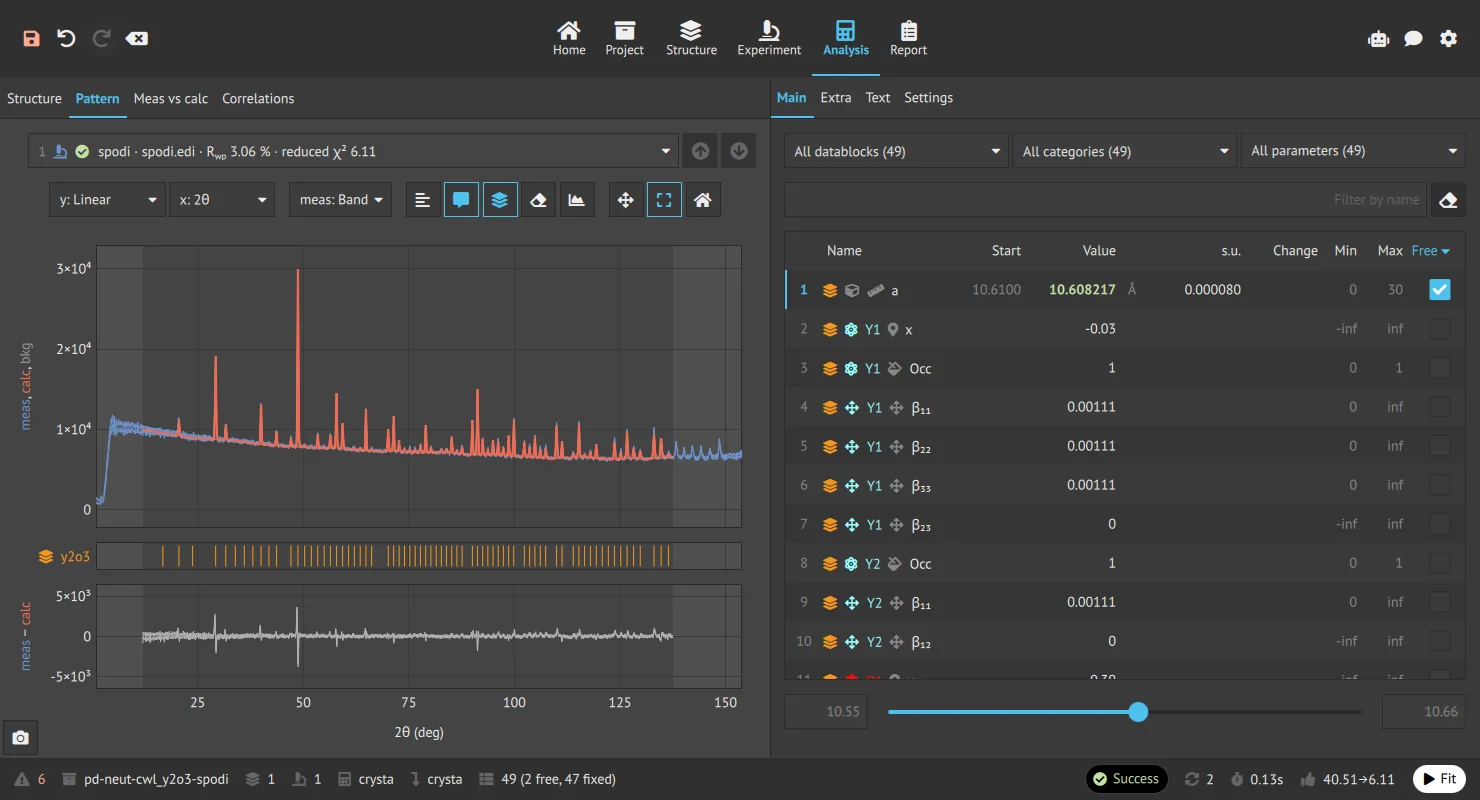 Home Project Structure Experiment Analysis Report
Structure Pattern Meas vs calc Correlations
Main Extra Text Settings
1 spodi · spodi.edi · Rwp 3.06 % · reduced χ² 6.11
All datablocks (49) All categories (49) All parameters (49)
y: Linear x: 2θ meas: Band
Filter by name
Name Start Value s.u. Change Min Max Free
1 a 10.6100 10.608217 Å 0.000080 0 30
2 Y1 x -0.03 -inf inf
3 Y1 Occ 1 0 1
4 Y1 β₁₁ 0.00111 0 inf
5 Y1 β₂₂ 0.00111 0 inf
6 Y1 β₃₃ 0.00111 0 inf
7 Y1 β₂₃ 0 -inf inf
8 Y2 Occ 1 0 1
9 Y2 β₁₁ 0.00111 0 inf
10 Y2 β₁₂ 0 -inf inf
10.55 10.66
meas, calc, bkg
3×10⁴
2×10⁴
1×10⁴
0
y2o3
meas − calc
5×10³
0
-5×10³
25 50 75 100 125 150
2θ (deg)
6 pd-neut-cwl_y2o3-spodi 1 1 crysta crysta 49 (2 free, 47 fixed)
Success 2 0.13s 40.51→6.11 Fit